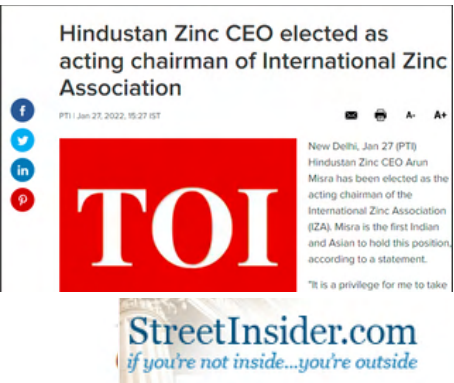 Hindustan Zinc CEO elected as
acting chairman of International Zinc
Association
PTI | Jan 27, 2022, 15:27 IST
A- A+
f
in
TOI
New Delhi, Jan 27 (PTI)
Hindustan Zinc CEO Arun
Misra has been elected as the
acting chairman of the
International Zinc Association
(IZA). Misra is the first Indian
and Asian to hold this position,
according to a statement.
"It is a privilege for me to take
StreetInsider.com
if you're not inside...you're outside